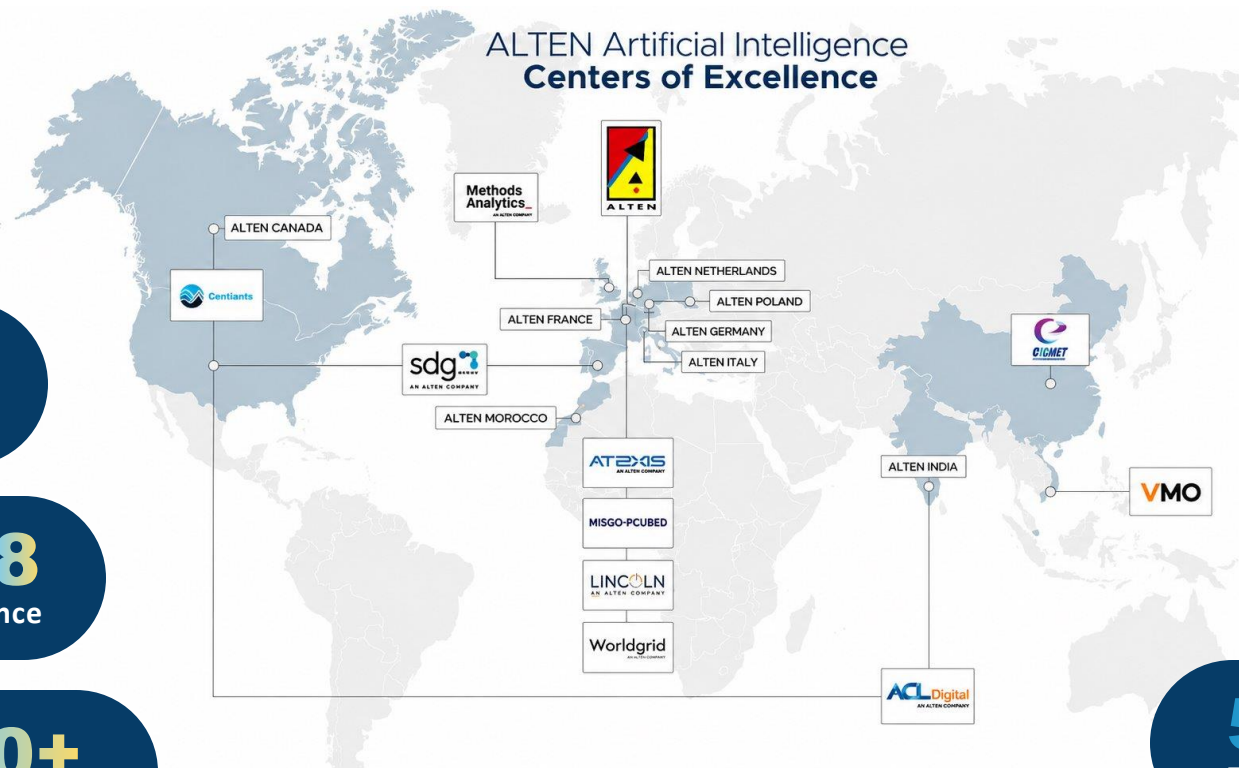 ALTEN Artificial Intelligence
Centers of Excellence
ALTEN
Methods
Analytics_
AN ALTEN COMPANY
ALTEN CANADA
Centiants
ALTEN NETHERLANDS
ALTEN POLAND
ALTEN FRANCE
ALTEN GERMANY
ALTEN ITALY
CICMET
sdg
AN ALTEN COMPANY
ALTEN MOROCCO
ATEXIS
AN ALTEN COMPANY
ALTEN INDIA
VMO
MISGO-PCUBED
8
nce
LINCOLN
AN ALTEN COMPANY
Worldgrid
AN ALTEN COMPANY
ACL Digital
AN ALTEN COMPANY
0+
5